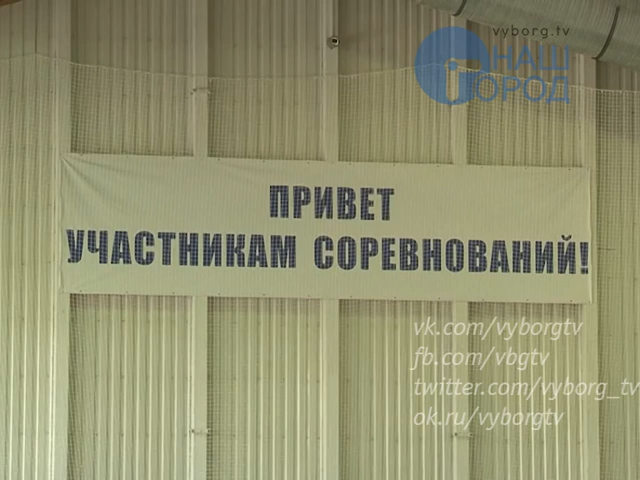 vyborg.tv
НАШ
ГОРОД
ПРИВЕТ
УЧАСТНИКАМ СОРЕВНОВАНИЙ!
vk.com/vyborgtv
fb.com/vbgtv
twitter.com/vyborg_tv
ok.ru/vyborgtv